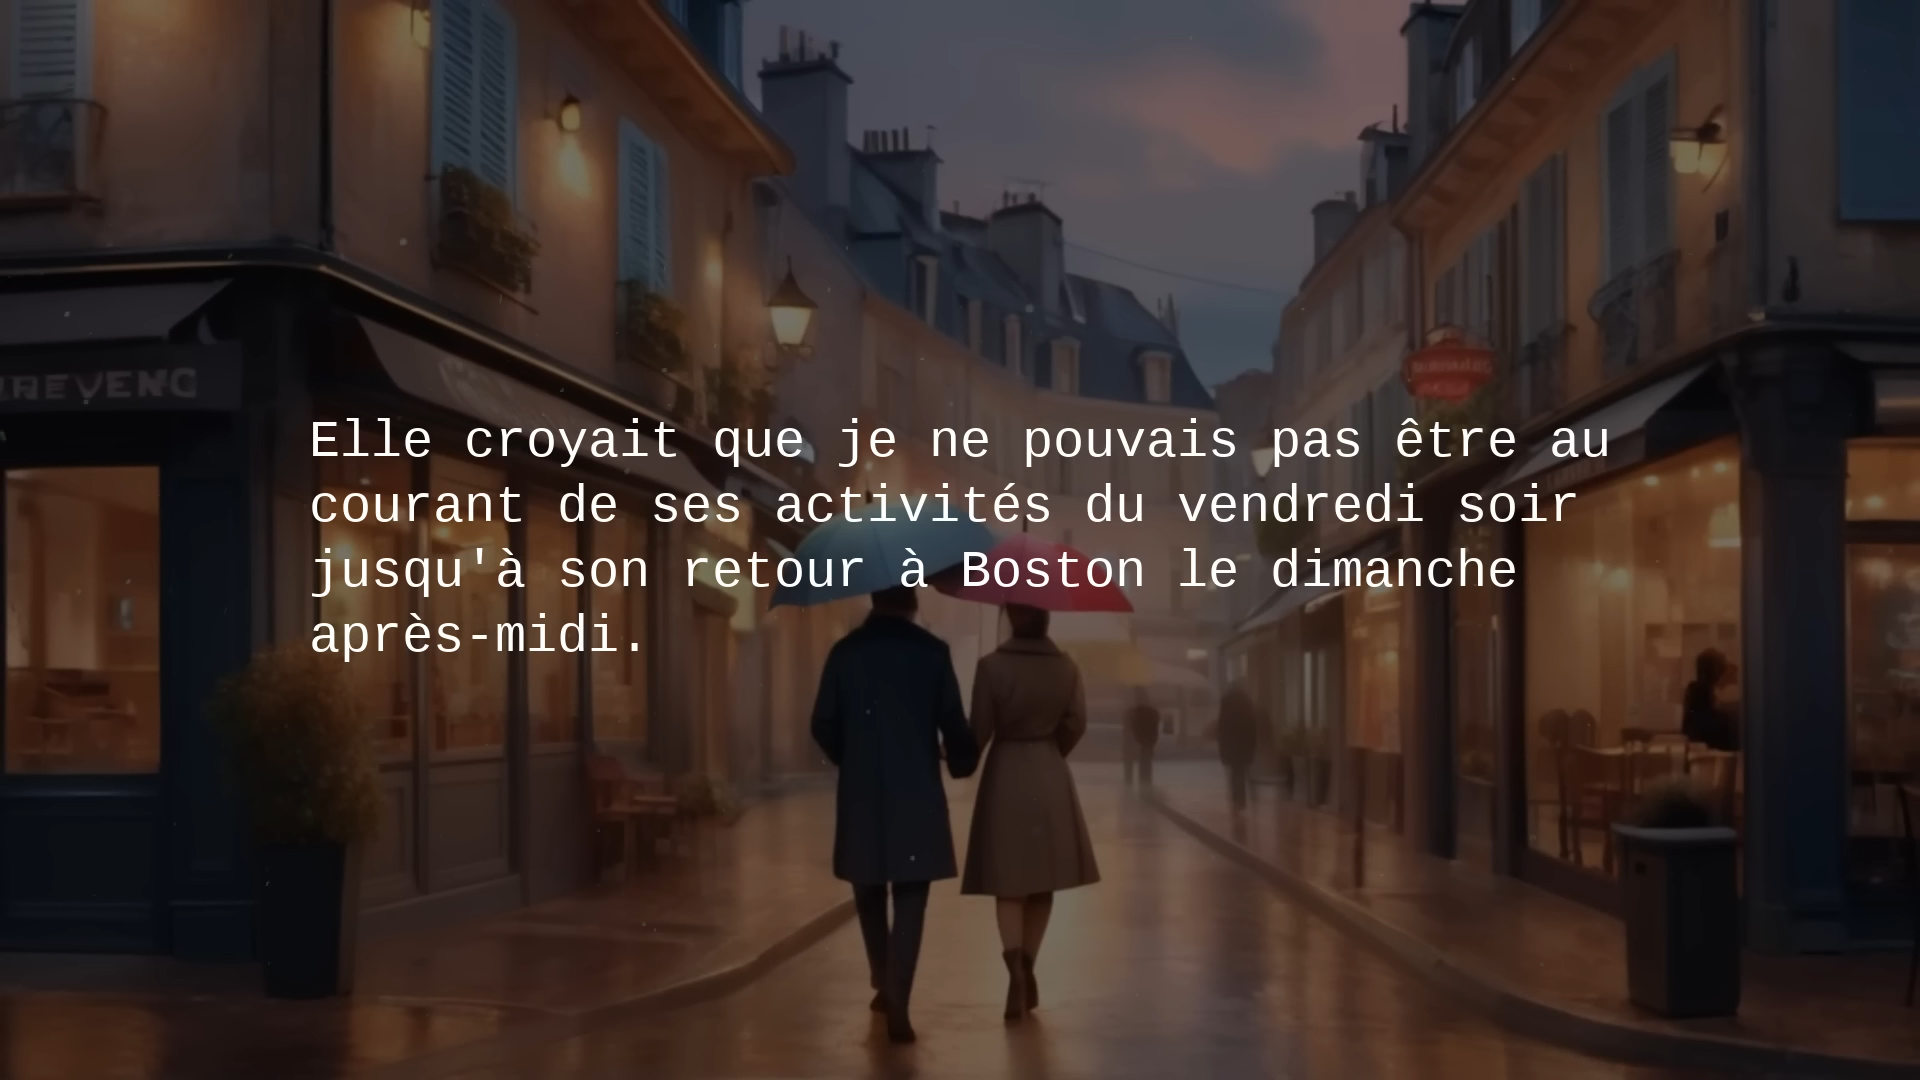 Elle croyait que je ne pouvais pas être au
courant de ses activités du vendredi soir
jusqu'à son retour à Boston le dimanche
après-midi.